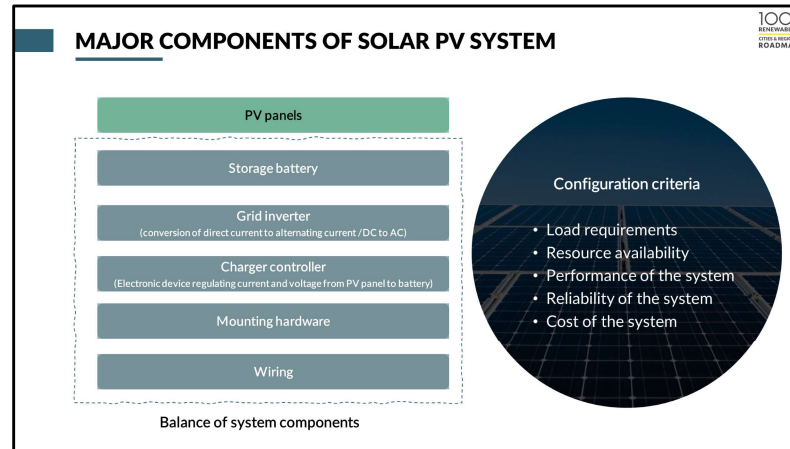 MAJOR COMPONENTS OF SOLAR PV SYSTEM
RENEWABLE
ROADMA
PV panels
Storage battery
Grid inverter
(conversion of direct current to alternating current /DC to AC)
Charger controller
(Electronic device regulating current and voltage from PV panel to battery)
Mounting hardware
Wiring
Balance of system components
Configuration criteria
• Load requirements
• Resource availability
• Performance of the system
• Reliability of the system
• Cost of the system